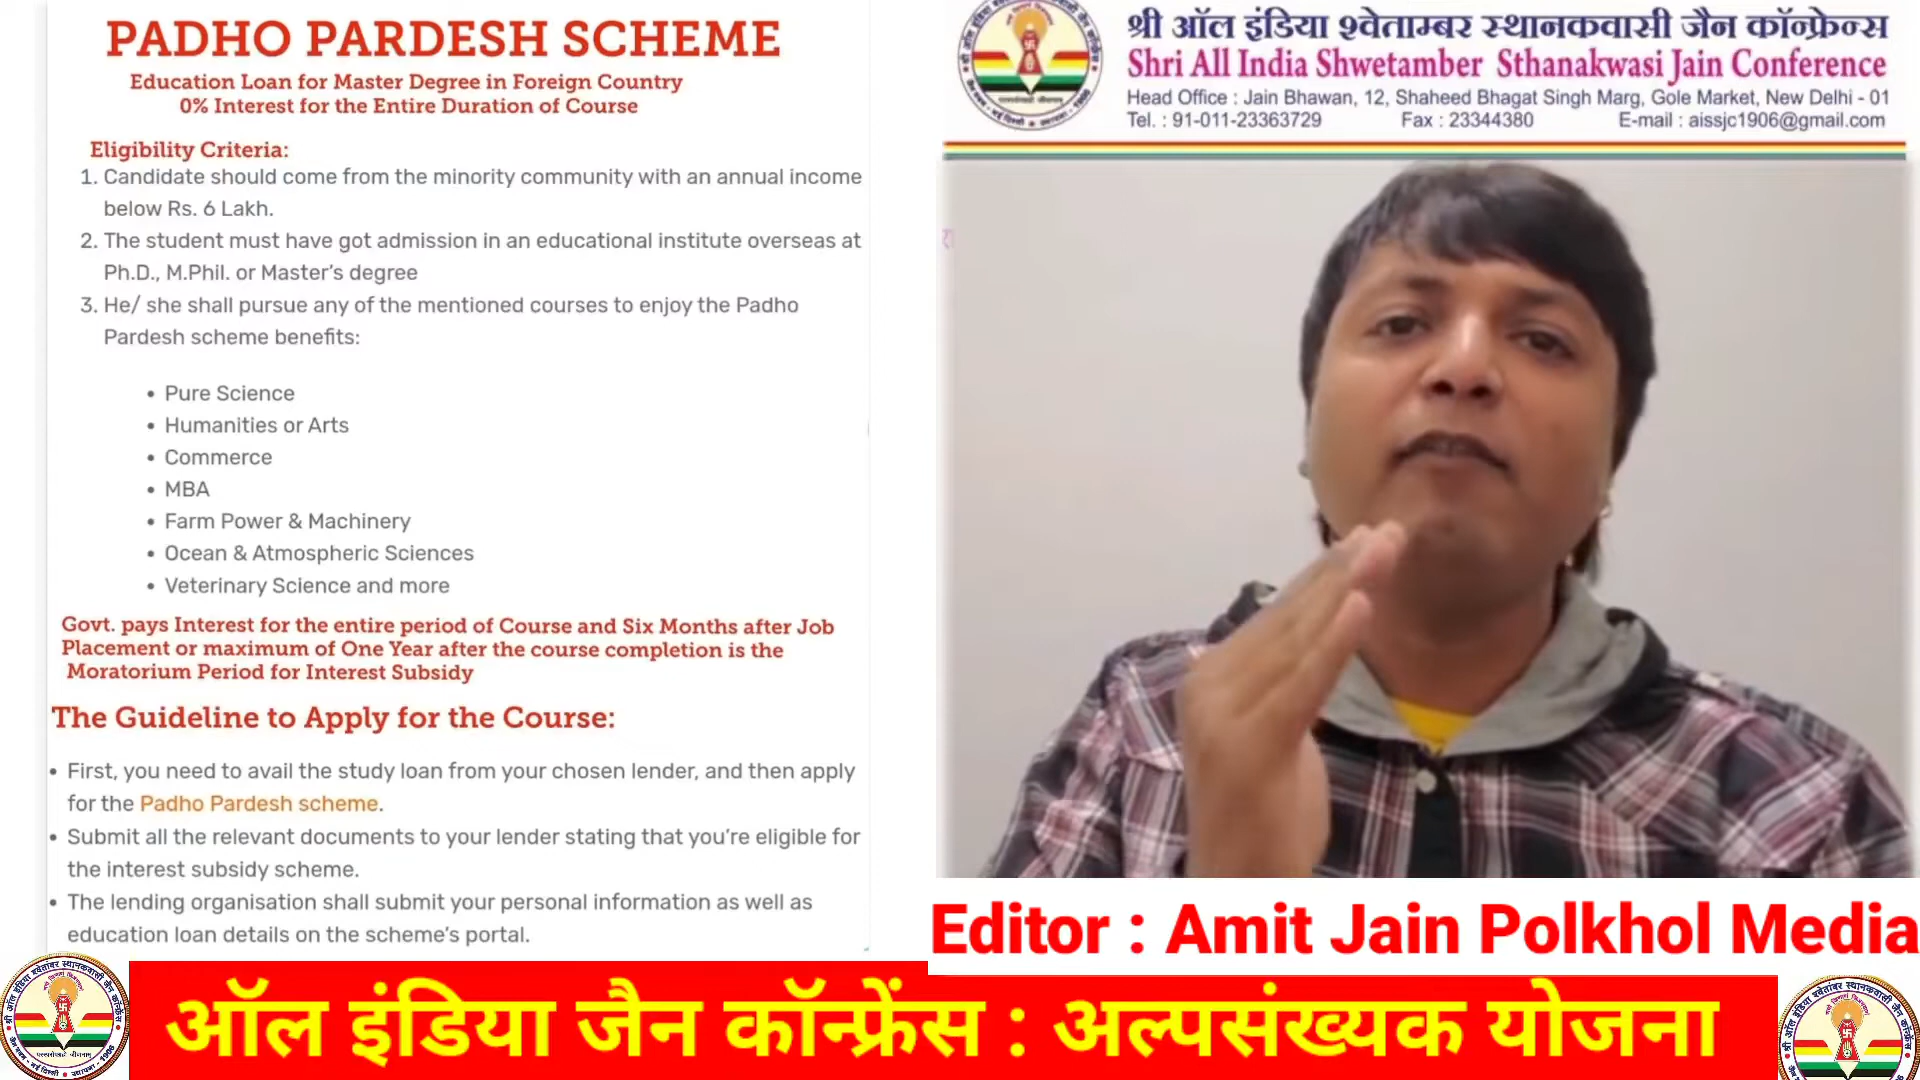 PADHO PARDESH SCHEME
Education Loan for Master Degree in Foreign Country
0% Interest for the Entire Duration of Course
Eligibility Criteria:
1. Candidate should come from the minority community with an annual income
below Rs. 6 Lakh.
2. The student must have got admission in an educational institute overseas at
Ph.D., M.Phil. or Master's degree
3. He/ she shall pursue any of the mentioned courses to enjoy the Padho
Pardesh scheme benefits:
• Pure Science
• Humanities or Arts
• Commerce
• MBA
• Farm Power & Machinery
• Ocean & Atmospheric Sciences
• Veterinary Science and more
Govt. pays Interest for the entire period of Course and Six Months after Job
Placement or maximum of One Year after the course completion is the
Moratorium Period for Interest Subsidy
The Guideline to Apply for the Course:
• First, you need to avail the study loan from your chosen lender, and then apply
for the Padho Pardesh scheme.
• Submit all the relevant documents to your lender stating that you're eligible for
the interest subsidy scheme.
• The lending organisation shall submit your personal information as well as
education loan details on the scheme's portal.
श्री ऑल इंडिया श्वेताम्बर स्थानकवासी जैन कॉन्फ्रेन्स
Shri All India Shwetamber Sthanakwasi Jain Conference
Head Office : Jain Bhawan, 12, Shaheed Bhagat Singh Marg, Gole Market, New Delhi - 01
Tel. : 91-011-23363729 Fax : 23344380 E-mail : aissjc1906@gmail.com
Editor : Amit Jain Polkhol Media
ऑल इंडिया जैन कॉन्फ्रेंस : अल्पसंख्यक योजना